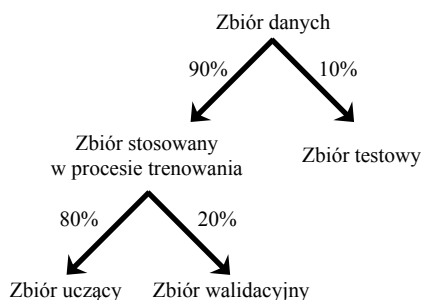 Zbiór danych
90%
10%
Zbiór stosowany
w procesie trenowania
Zbiór testowy
80%
20%
Zbiór uczący
Zbiór walidacyjny